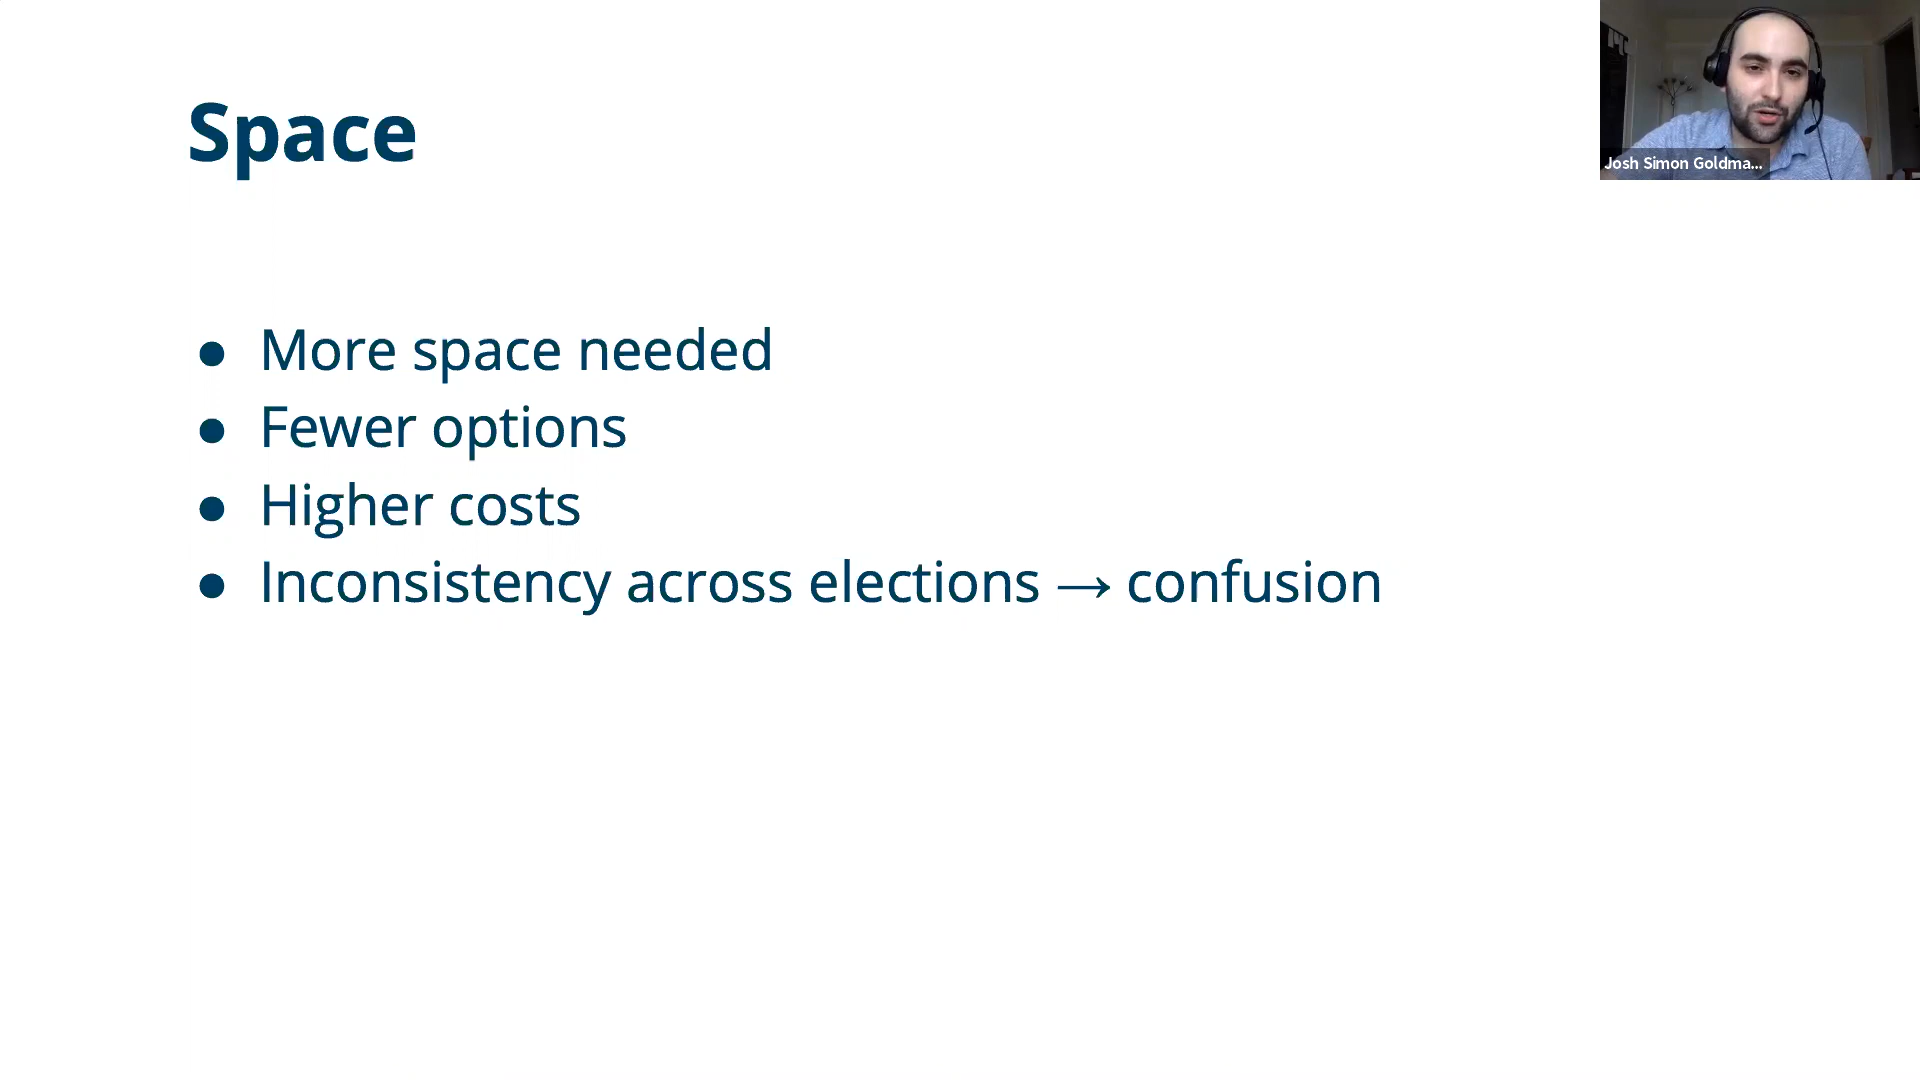 Space
Josh Simon Goldma...
● More space needed
● Fewer options
● Higher costs
● Inconsistency across elections → confusion